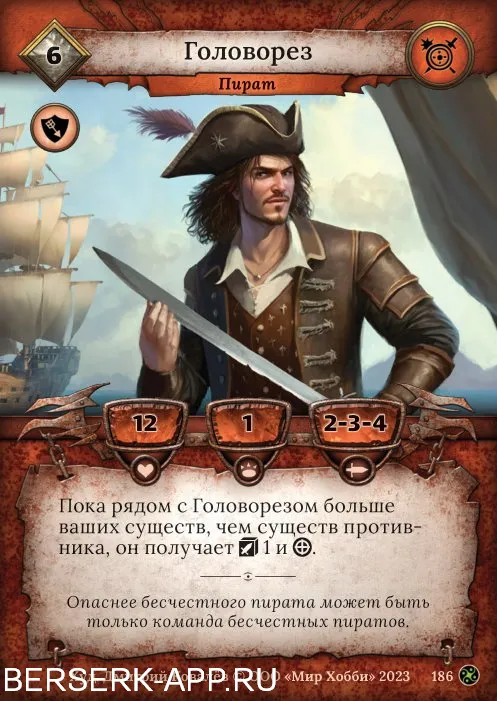 6
Головорез
Пират
12
1
2-3-4
Пока рядом с Головорезом больше
ваших существ, чем существ против-
ника, он получает 1 и .
Опаснее бесчестного пирата может быть
только команда бесчестных пиратов.
Дмитрий Ковалёв © ООО «Мир Хобби» 2023 186
BERSERK-APP.RU